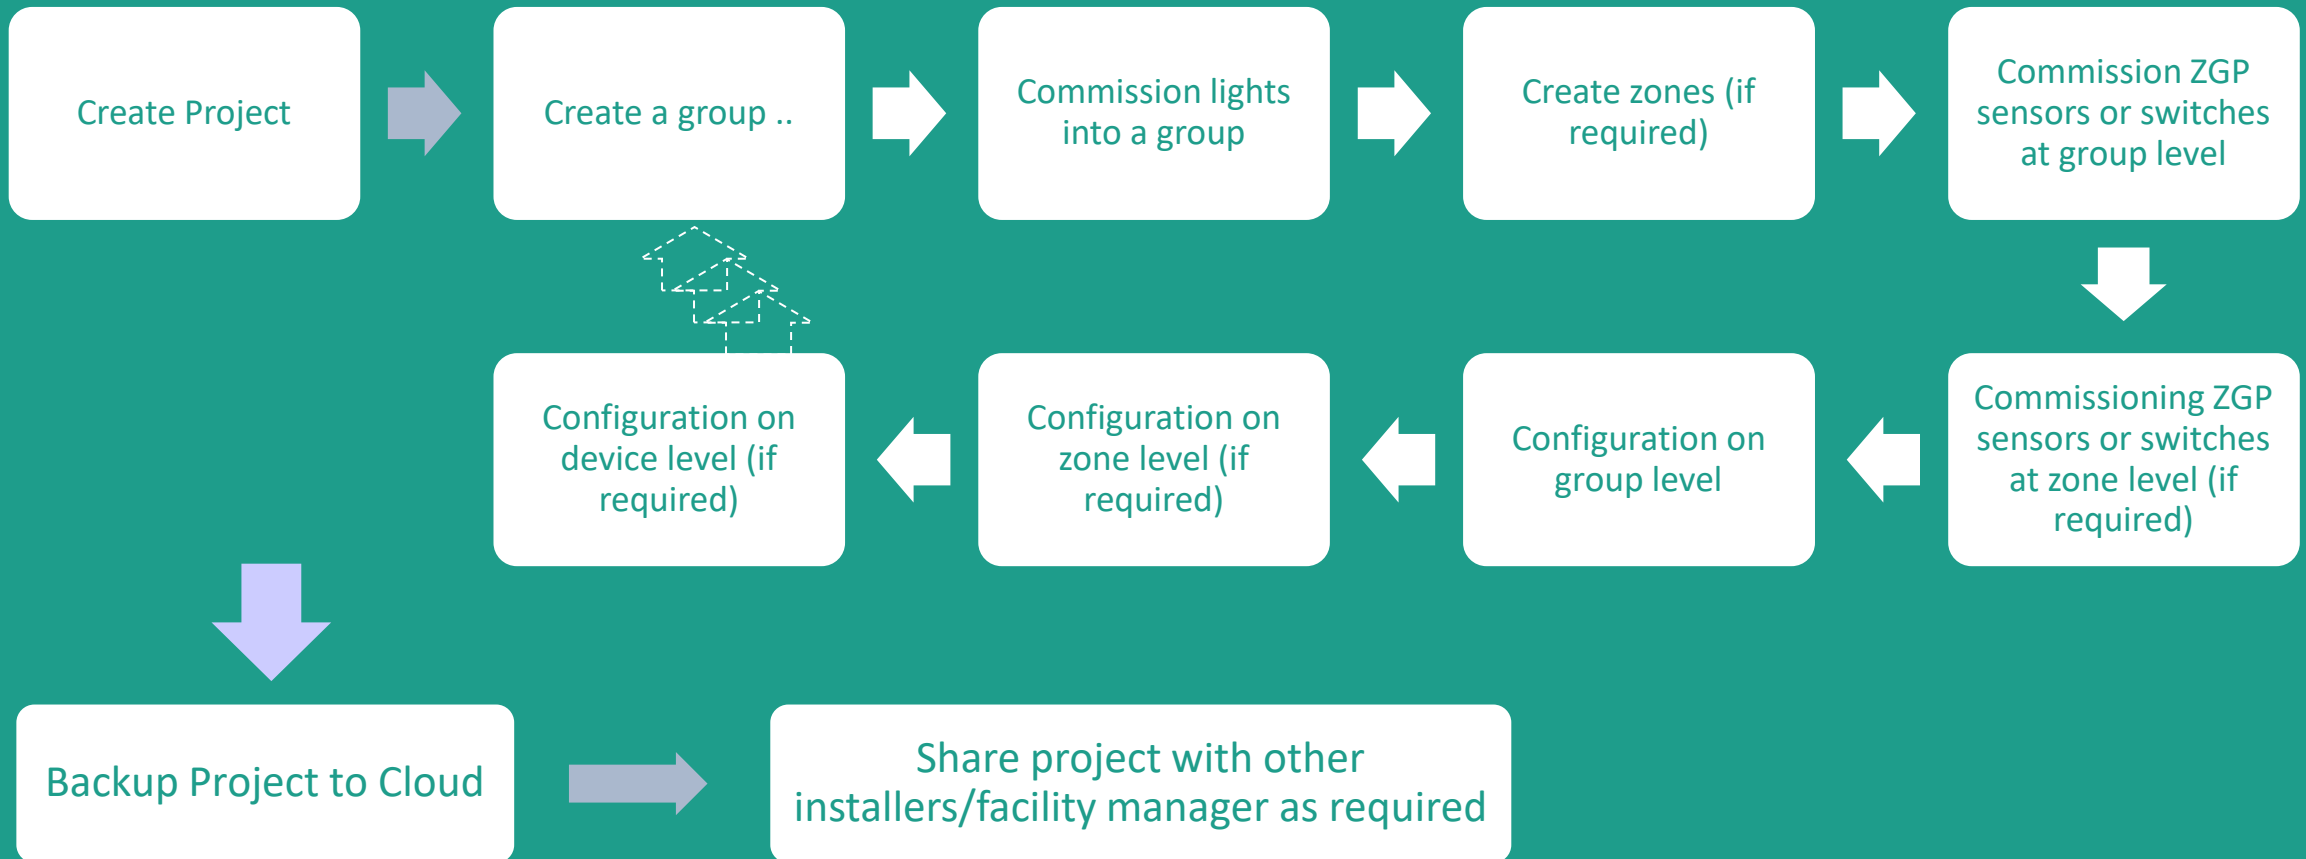 Create Project
Create a group ..
Commission lights
into a group
Create zones (if
required)
Commission ZGP
sensors or switches
at group level
Commissioning ZGP
sensors or switches
at zone level (if
required)
Configuration on
group level
Configuration on
zone level (if
required)
Configuration on
device level (if
required)
Backup Project to Cloud
Share project with other
installers/facility manager as required